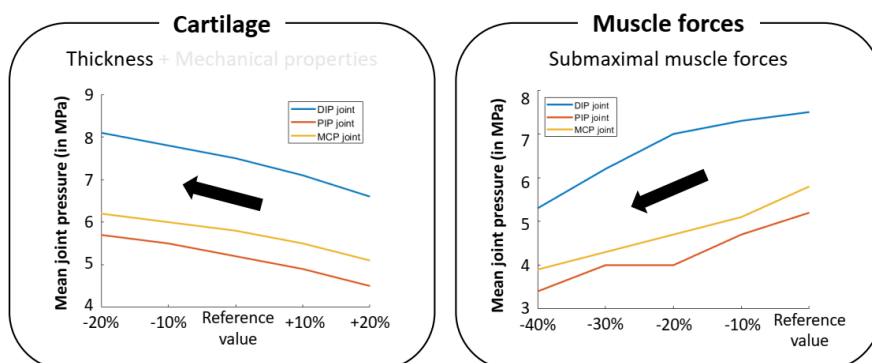 Cartilage
Thickness + Mechanical properties
Mean joint pressure (in MPa)
9
8
7
6
5
4
DIP joint
PIP joint
MCP joint
-20%
-10%
Reference
value
+10%
+20%
Muscle forces
Submaximal muscle forces
Mean joint pressure (in MPa)
8
7
6
5
4
3
DIP joint
PIP joint
MCP joint
-40%
-30%
-20%
-10%
Reference
value